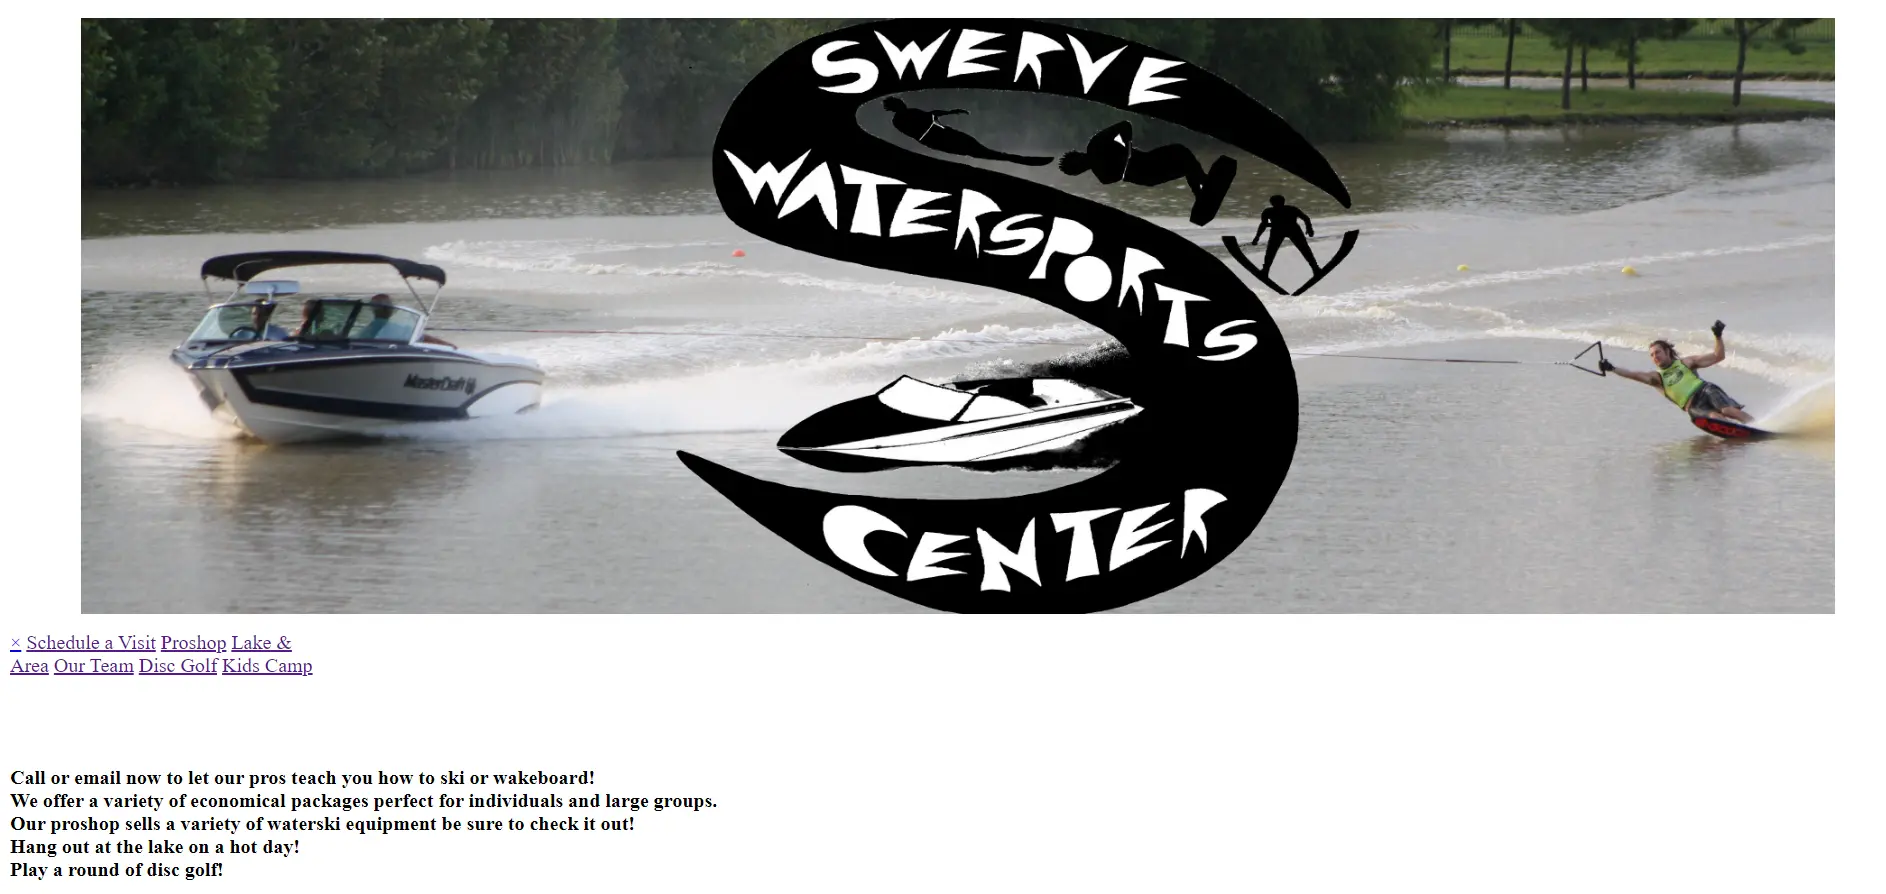 SWERVE
WATERSPORTS
MasterCraft
CENTER
× Schedule a Visit Proshop Lake &
Area Our Team Disc Golf Kids Camp
Call or email now to let our pros teach you how to ski or wakeboard!
We offer a variety of economical packages perfect for individuals and large groups.
Our proshop sells a variety of waterski equipment be sure to check it out!
Hang out at the lake on a hot day!
Play a round of disc golf!